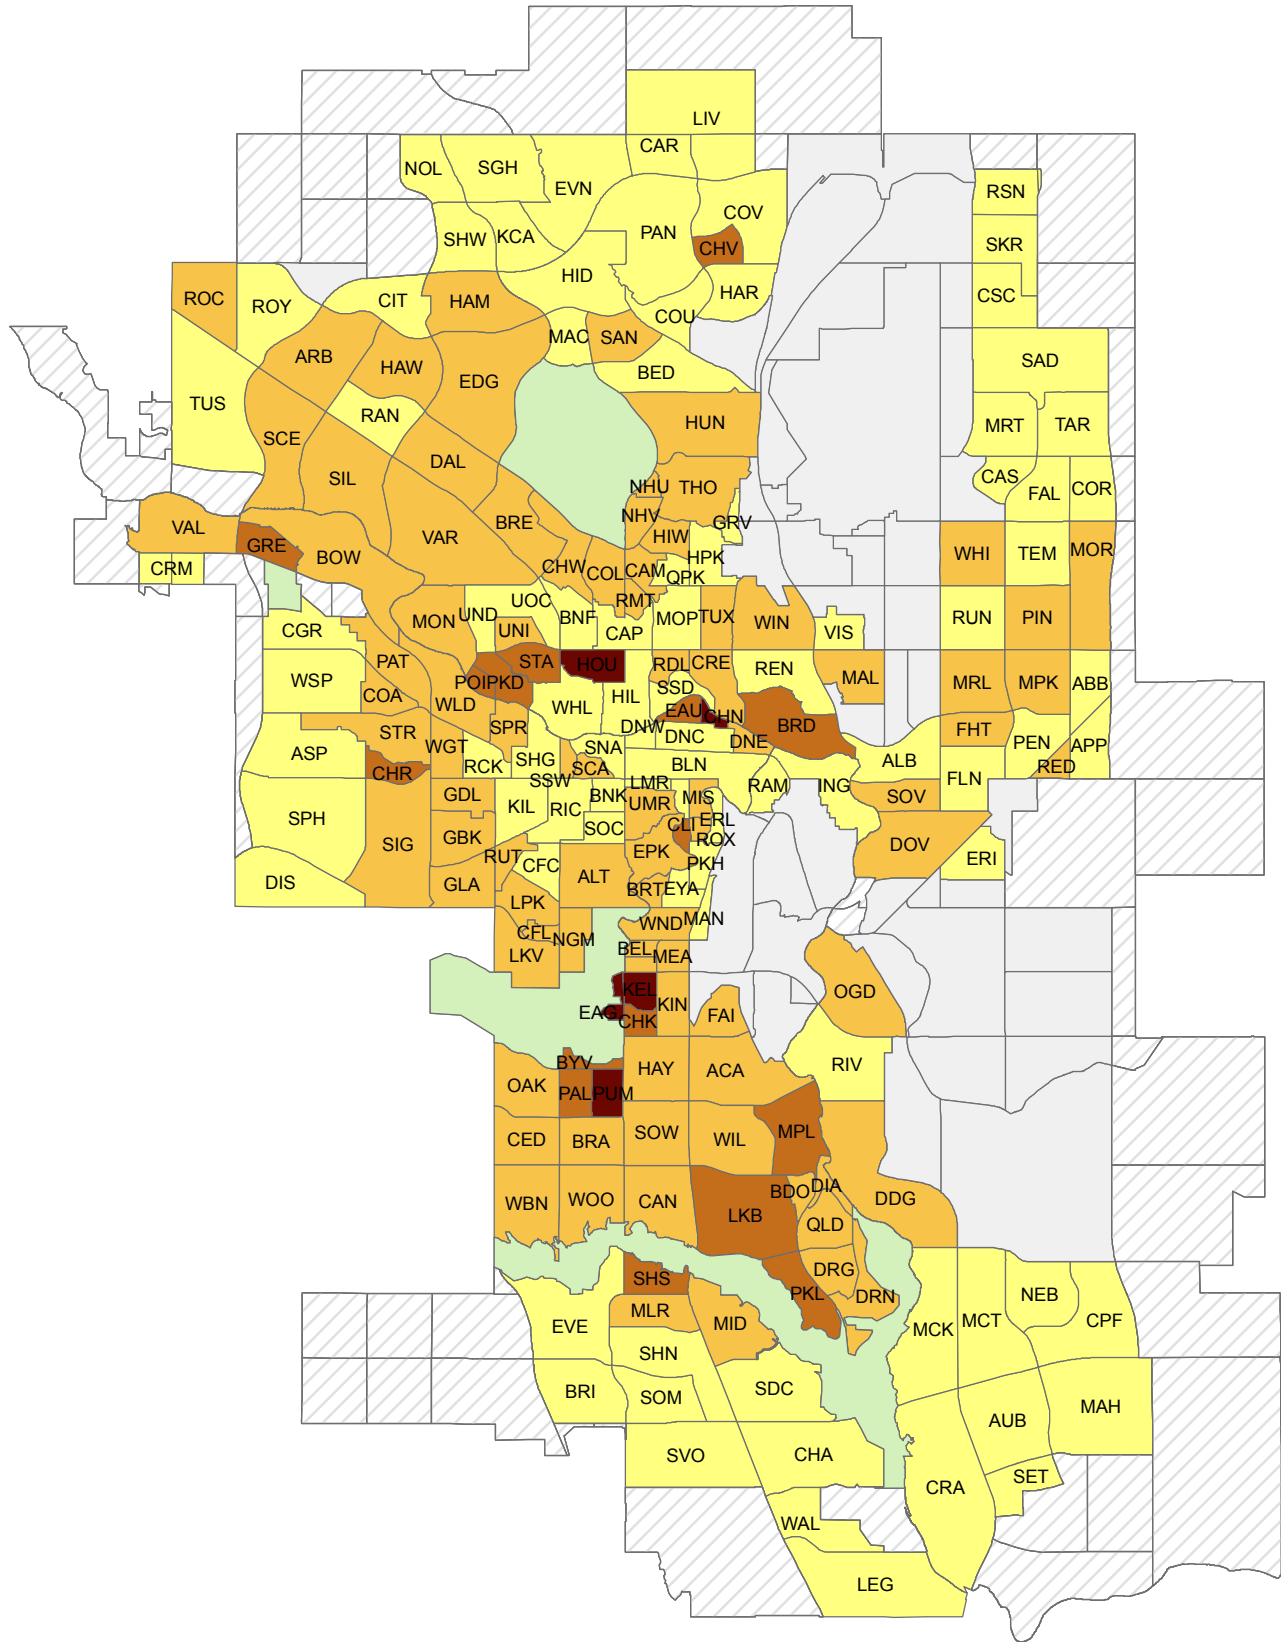 LIV
CAR
NOL
SGH
EVN
RSN
COV
PAN
SHW
KCA
CHV
SKR
HID
HAR
CSC
ROC
ROY
CIT
HAM
COU
MAC
SAN
ARB
HAW
EDG
BED
SAD
TUS
RAN
HUN
MRT
TAR
SCE
DAL
SIL
CAS
FAL
COR
NHU
THO
VAL
BRE
NHV
GRV
VAR
HIW
GRE
BOW
HPK
WHI
TEM
MOR
CRM
CHW
COL
CAM
QPK
UOC
RMT
MON
UND
UNI
BNF
CAP
MOP
TUX
WIN
VIS
RUN
PIN
CGR
PAT
STA
HOU
RDL
CRE
REN
MAL
WSP
COA
POI
PKD
SSD
MRL
MPK
ABB
WLD
WHL
HIL
EAU
CHN
BRD
STR
SPR
DNW
DNC
DNE
FHT
ASP
WGT
RCK
SHG
SNA
PEN
APP
CHR
SSW
SCA
BLN
ALB
RED
FLN
LMR
RAM
ING
GDL
KIL
RIC
BNK
UMR
MIS
SOV
SPH
SOC
CLI
ERL
SIG
GBK
ROX
DOV
RUT
CFC
EPK
PKH
ERI
DIS
GLA
ALT
BRT
EYA
LPK
WND
MAN
CFL
NGM
LKV
BEL
MEA
KEL
OGD
EAG
CHK
KIN
FAI
BYV
HAY
ACA
RIV
OAK
PAL
PUM
CED
BRA
SOW
WIL
MPL
WBN
WOO
CAN
LKB
BDO
DIA
DDG
QLD
SHS
DRG
PKL
DRN
NEB
EVE
MLR
MID
MCK
MCT
CPF
SHN
BRI
SOM
SDC
AUB
MAH
SVO
CHA
CRA
SET
WAL
LEG